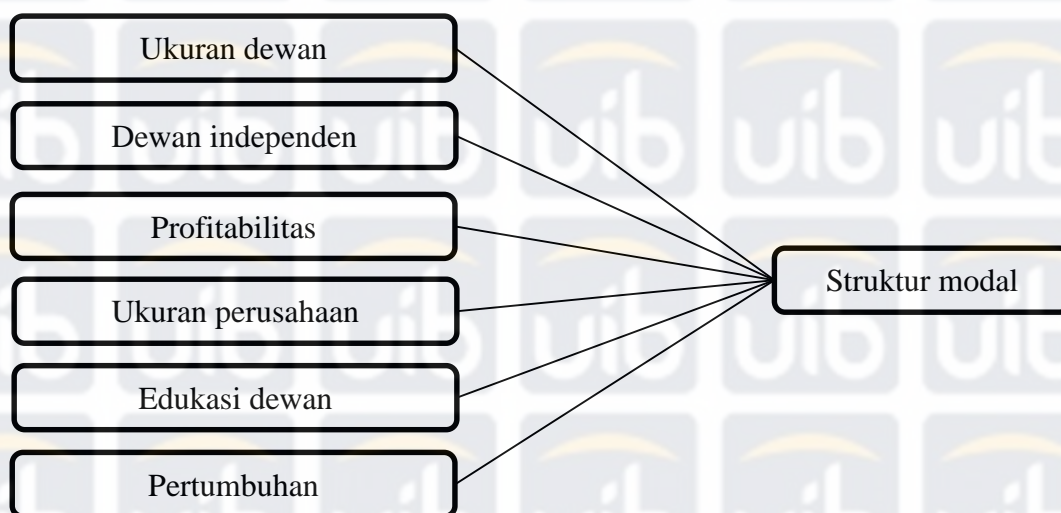 Ukuran dewan
Dewan independen
Profitabilitas
Struktur modal
Ukuran perusahaan
Edukasi dewan
Pertumbuhan